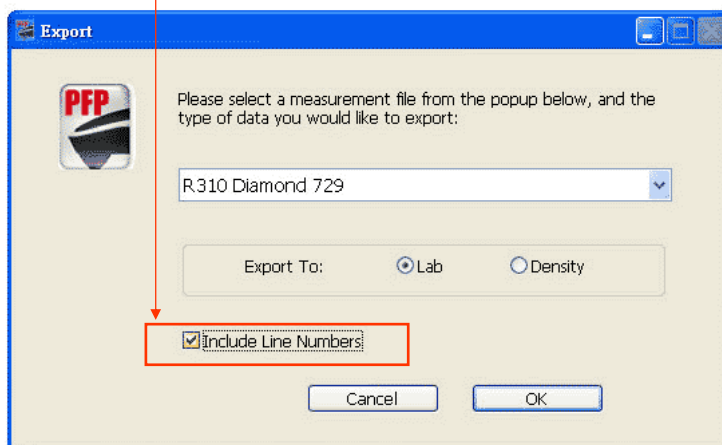 Export
PFP
Please select a measurement file from the popup below, and the
type of data you would like to export:
R310 Diamond 729
Export To: Lab Density
Include Line Numbers
Cancel OK